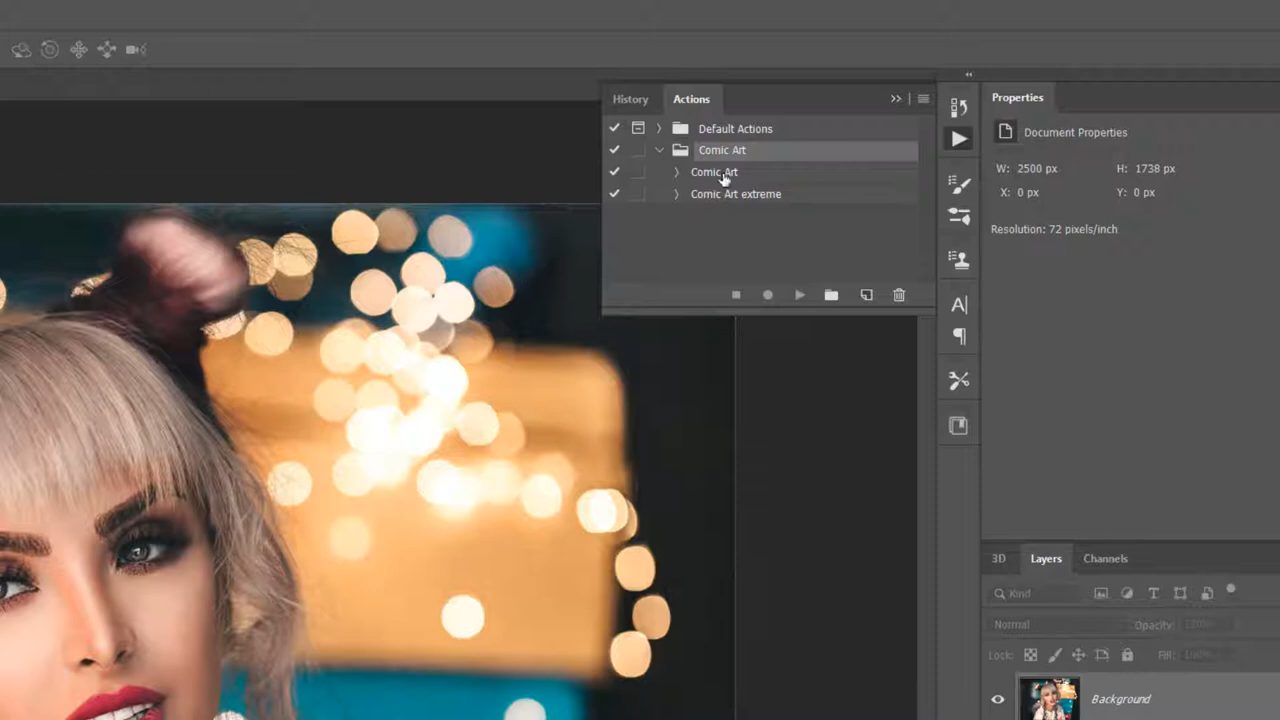 History
Actions
Default Actions
Comic Art
Comic Art
Comic Art extreme
Properties
Document Properties
W: 2500 px
H: 1738 px
X: 0 px
Y: 0 px
Resolution: 72 pixels/inch
3D
Layers
Channels
Kind
Normal
Opacity:
Lock:
Fill:
Background